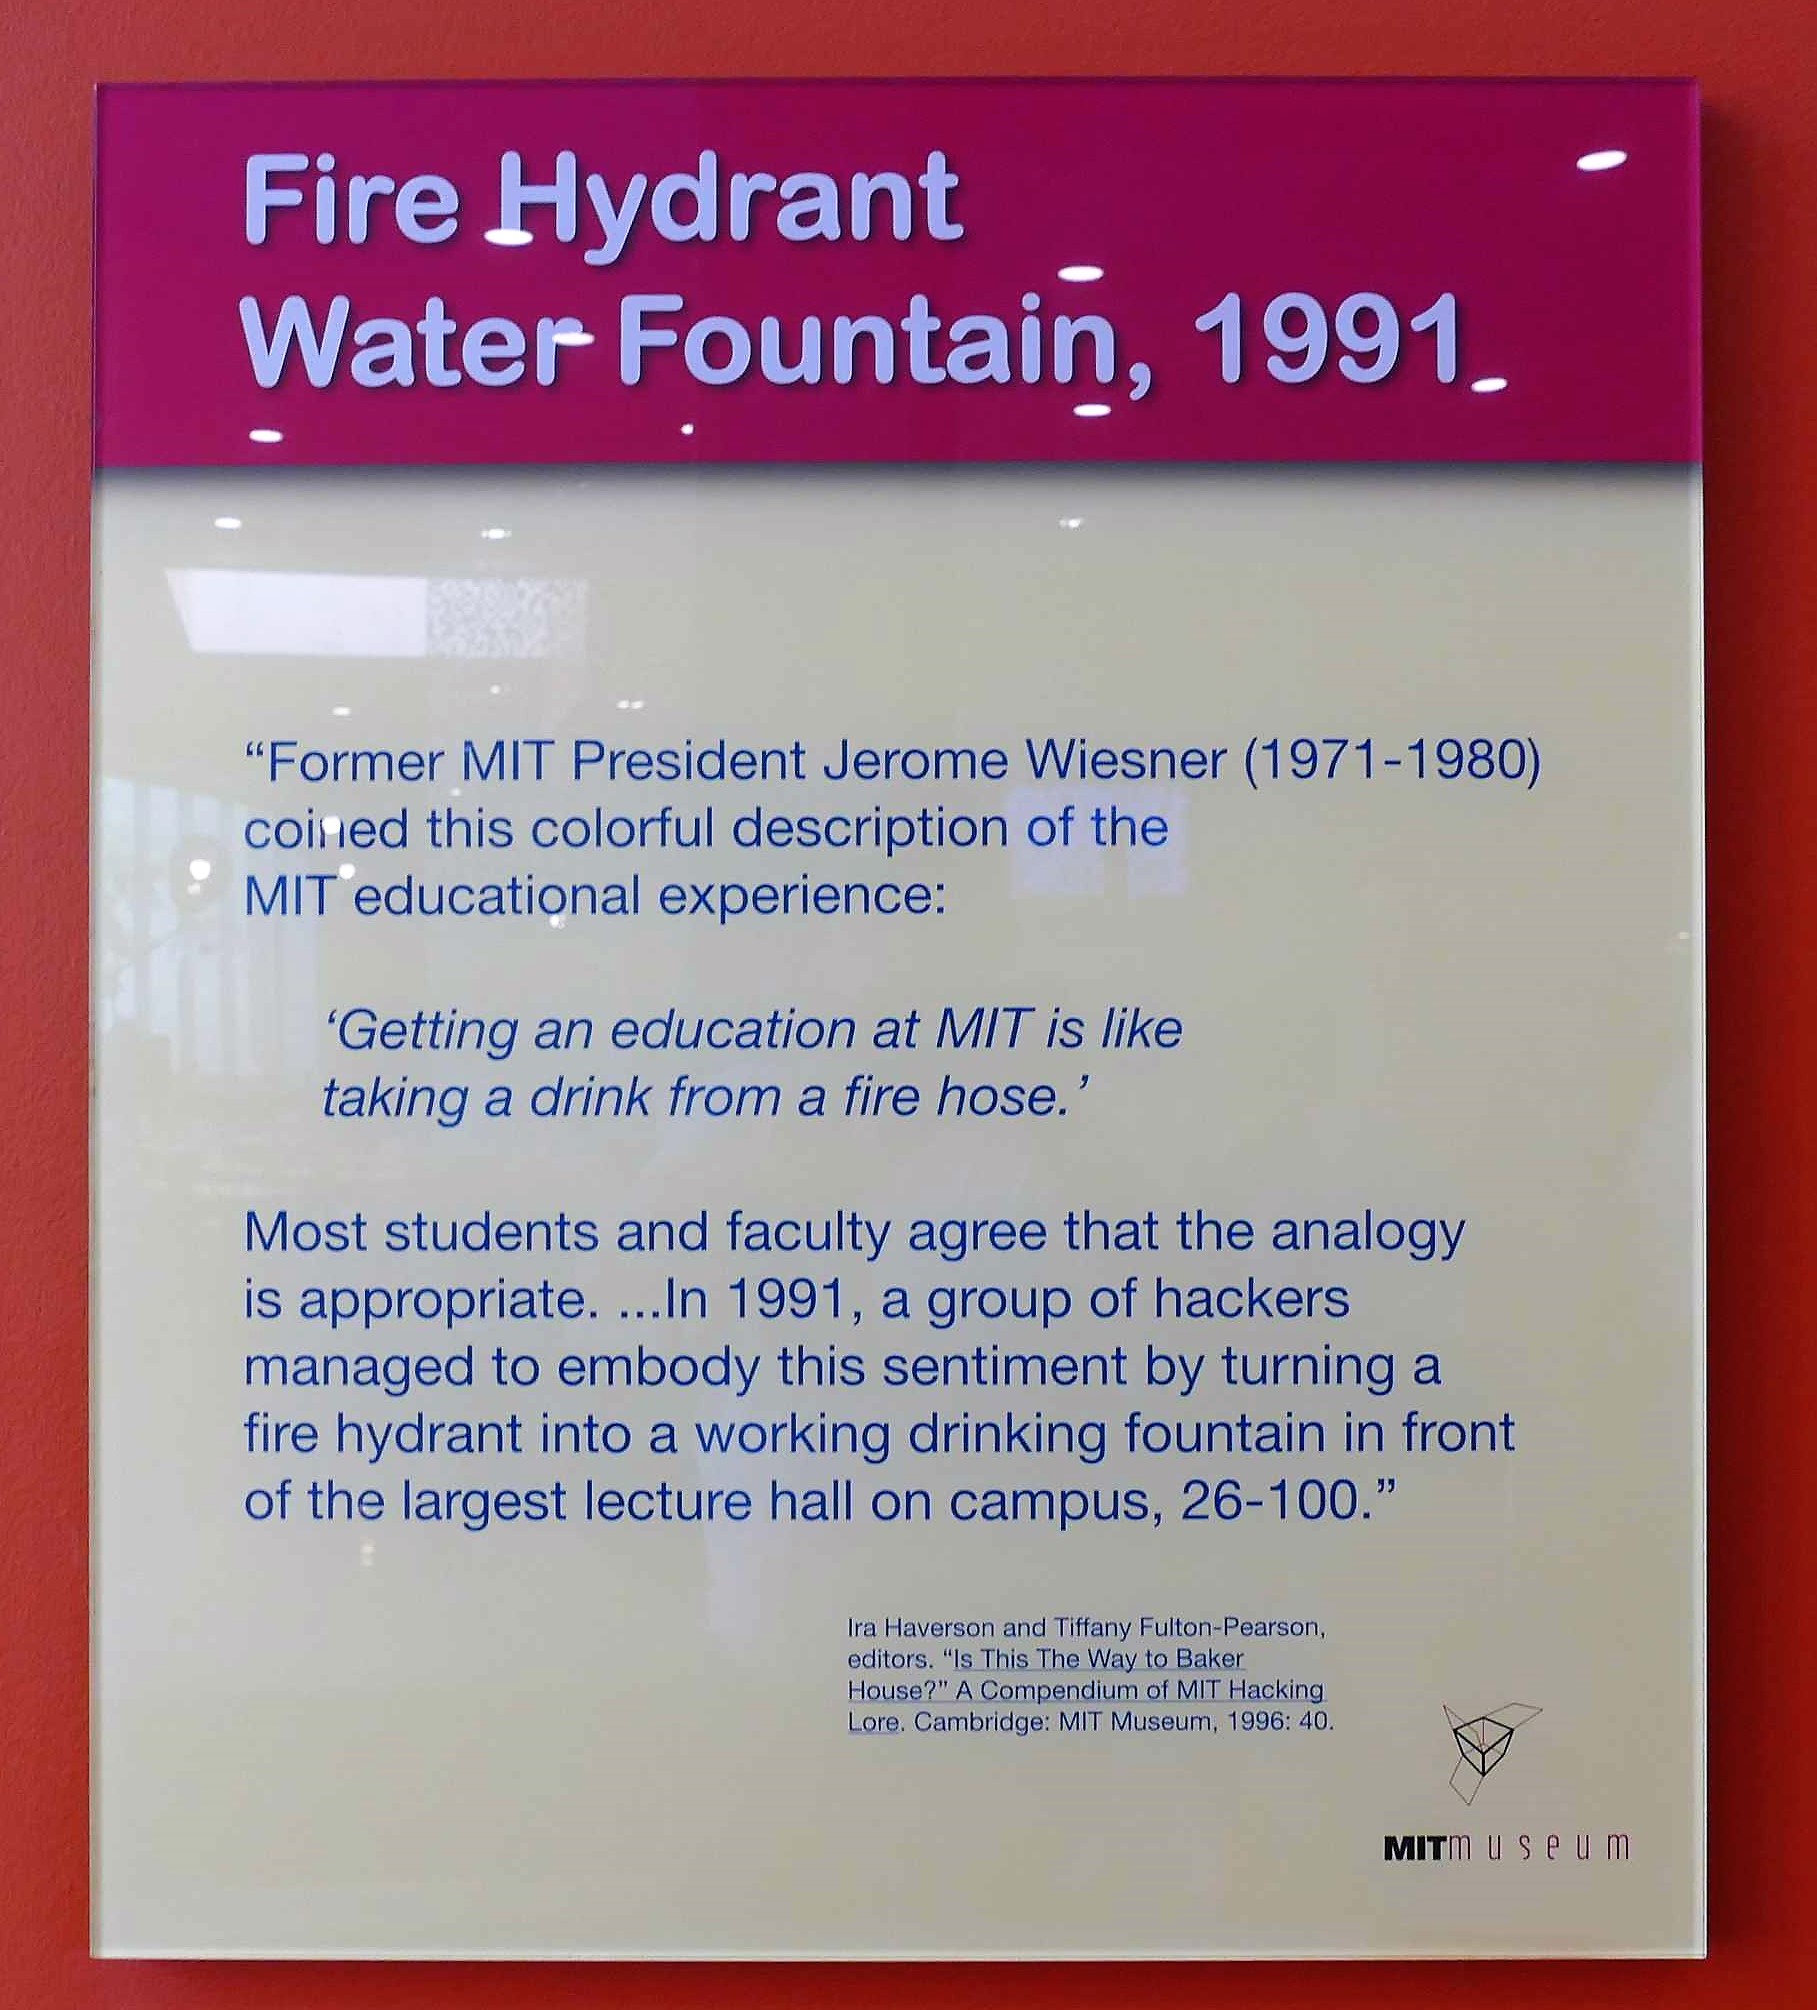 Fire Hydrant
Water Fountain, 1991
“Former MIT President Jerome Wiesner (1971-1980)
coined this colorful description of the
MIT educational experience:
‘Getting an education at MIT is like
taking a drink from a fire hose.’
Most students and faculty agree that the analogy
is appropriate. ...In 1991, a group of hackers
managed to embody this sentiment by turning a
fire hydrant into a working drinking fountain in front
of the largest lecture hall on campus, 26-100.”
Ira Haverson and Tiffany Fulton-Pearson,
editors. “Is This The Way to Baker
House?” A Compendium of MIT Hacking
Lore. Cambridge: MIT Museum, 1996: 40.
MITmuseum